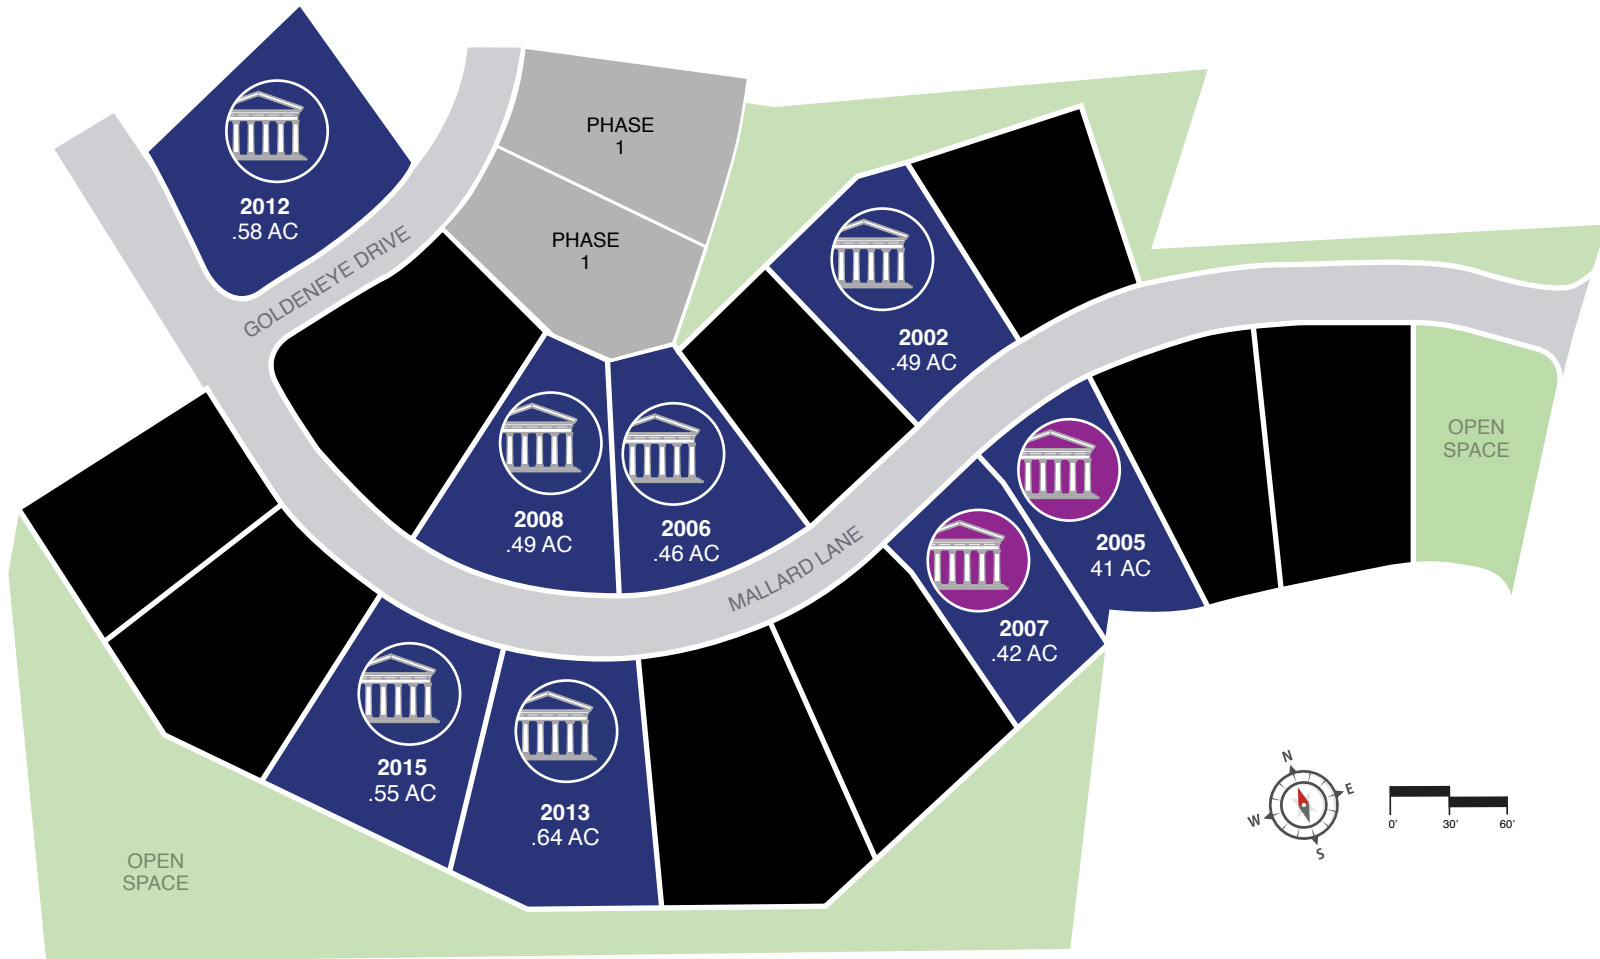 PHASE
1
PHASE
1
2012
.58 AC
GOLDENEYE DRIVE
2002
.49 AC
2008
.49 AC
2006
.46 AC
MALLARD LANE
2005
41 AC
2007
.42 AC
OPEN
SPACE
2015
.55 AC
2013
.64 AC
OPEN
SPACE
N
E
W
S
0'
30'
60'